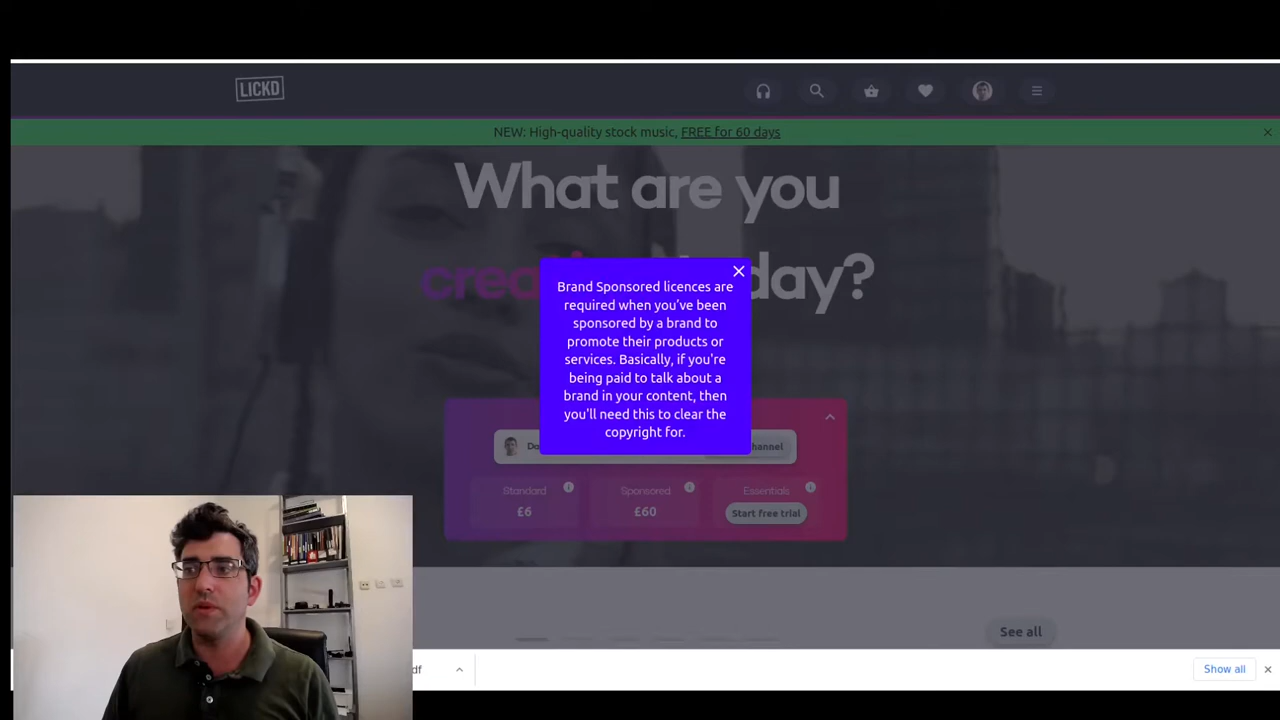 LICKD
NEW: High-quality stock music, FREE for 60 days
What are you
day?
Brand Sponsored licences are
required when you've been
sponsored by a brand to
promote their products or
services. Basically, if you're
being paid to talk about a
brand in your content, then
you'll need this to clear the
copyright for.
Standard
Sponsored
Essentials
£6
£60
Start free trial
See all
df
Show all